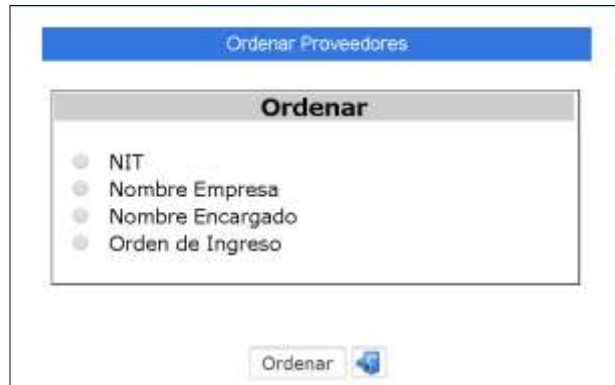 Ordenar Proveedores
Ordenar
NIT
Nombre Empresa
Nombre Encargado
Orden de Ingreso
Ordenar